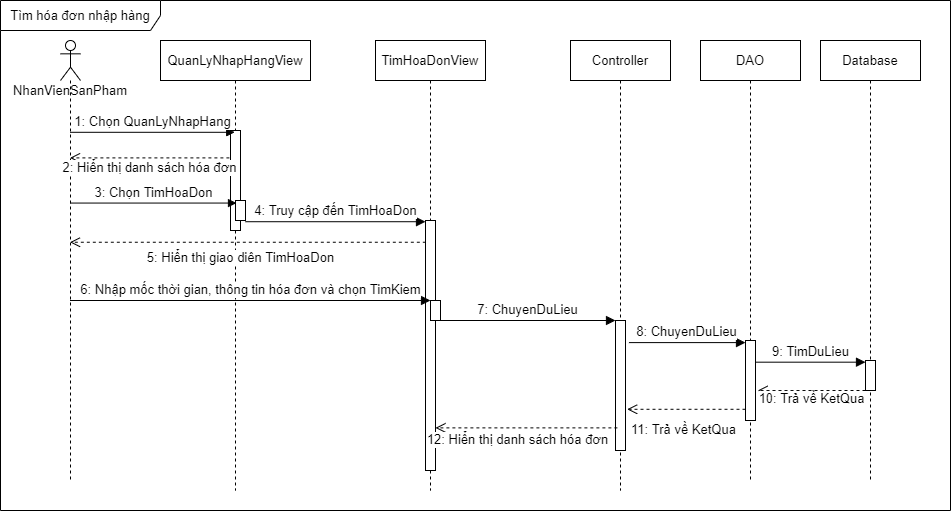 Tìm hóa đơn nhập hàng
NhanVienSanPham
QuanLyNhapHangView
TimHoaDonView
Controller
DAO
Database
1: Chọn QuanLyNhapHang
2: Hiển thị danh sách hóa đơn
3: Chọn TimHoaDon
4: Truy cập đến TimHoaDon
5: Hiển thị giao diên TimHoaDon
6: Nhập mốc thời gian, thông tin hóa đơn và chọn TimKiem
7: ChuyenDuLieu
8: ChuyenDuLieu
9: TimDuLieu
10: Trả về KetQua
11: Trả về KetQua
12: Hiển thị danh sách hóa đơn